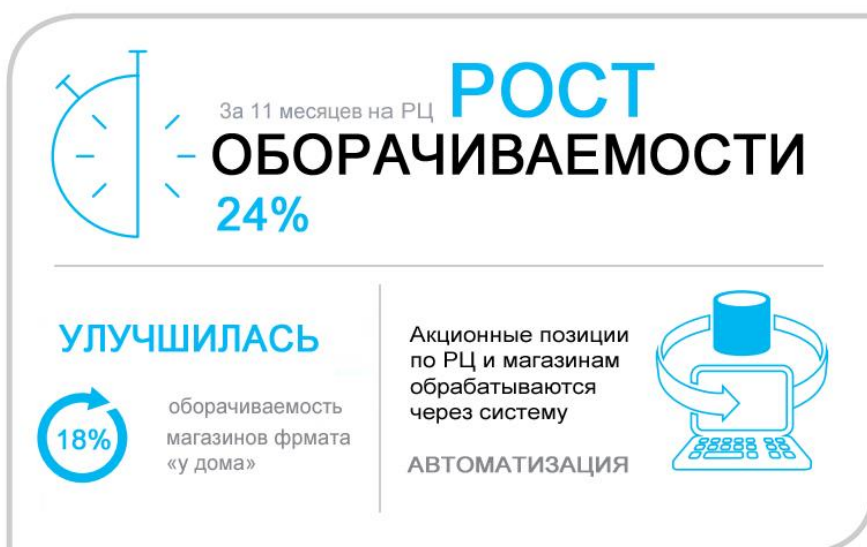 За 11 месяцев на РЦ РОСТ
ОБОРАЧИВАЕМОСТИ
24%
УЛУЧШИЛАСЬ
18%
оборачиваемость
магазинов фрмата
«у дома»
Акционные позиции
по РЦ и магазинам
обрабатываются
через систему
АВТОМАТИЗАЦИЯ